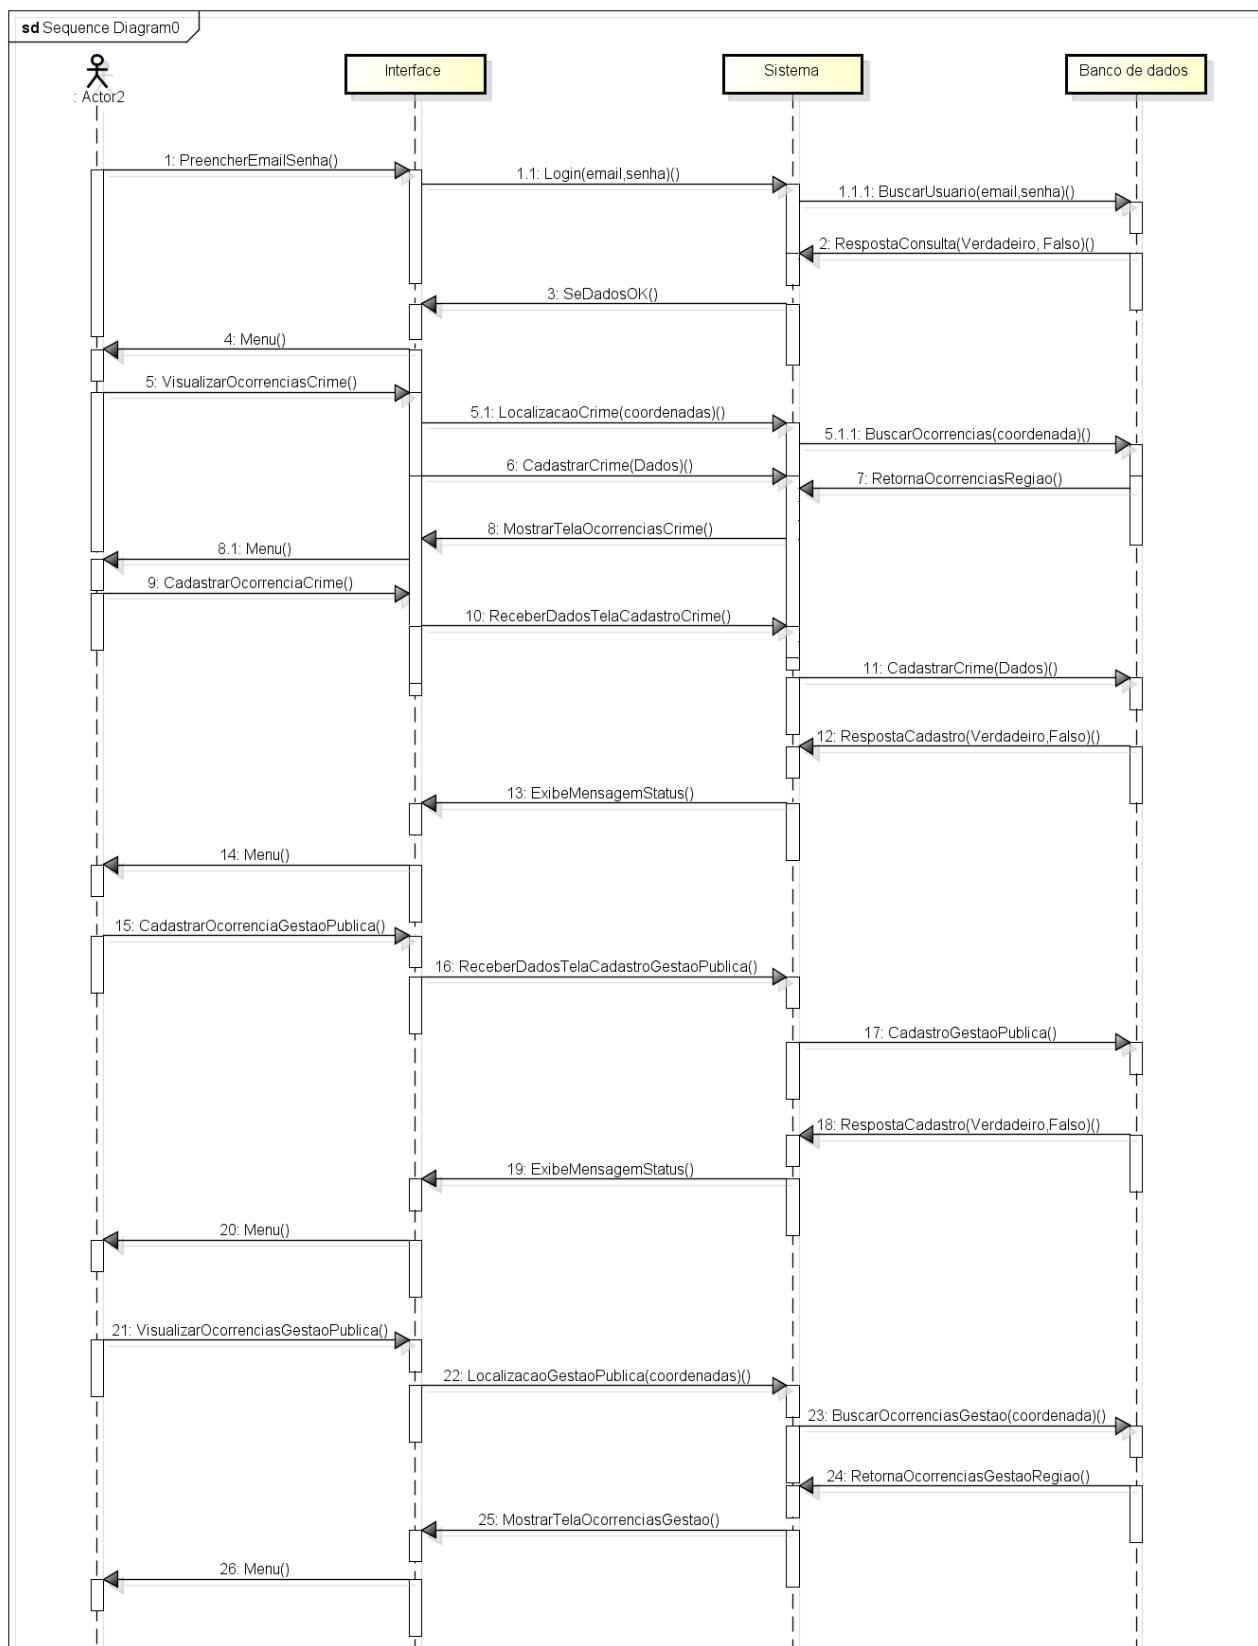 sd Sequence Diagram0
: Actor2
Interface
Sistema
Banco de dados
1: PreencherEmailSenha()
1.1: Login(email,senha)()
1.1.1: BuscarUsuario(email,senha)()
2: RespostaConsulta(Verdadeiro, Falso)()
3: SeDadosOK()
4: Menu()
5: VisualizarOcorrenciasCrime()
5.1: LocalizacaoCrime(coordenadas)()
5.1.1: BuscarOcorrencias(coordenada)()
6: CadastrarCrime(Dados)()
7: RetornaOcorrenciasRegiao()
8: MostrarTelaOcorrenciasCrime()
8.1: Menu()
9: CadastrarOcorrenciaCrime()
10: ReceberDadosTelaCadastroCrime()
11: CadastrarCrime(Dados)()
12: RespostaCadastro(Verdadeiro,Falso)()
13: ExibeMensagemStatus()
14: Menu()
15: CadastrarOcorrenciaGestaoPublica()
16: ReceberDadosTelaCadastroGestaoPublica()
17: CadastroGestaoPublica()
18: RespostaCadastro(Verdadeiro,Falso)()
19: ExibeMensagemStatus()
20: Menu()
21: VisualizarOcorrenciasGestaoPublica()
22: LocalizacaoGestaoPublica(coordenadas)()
23: BuscarOcorrenciasGestao(coordenada)()
24: RetornaOcorrenciasGestaoRegiao()
25: MostrarTelaOcorrenciasGestao()
26: Menu()